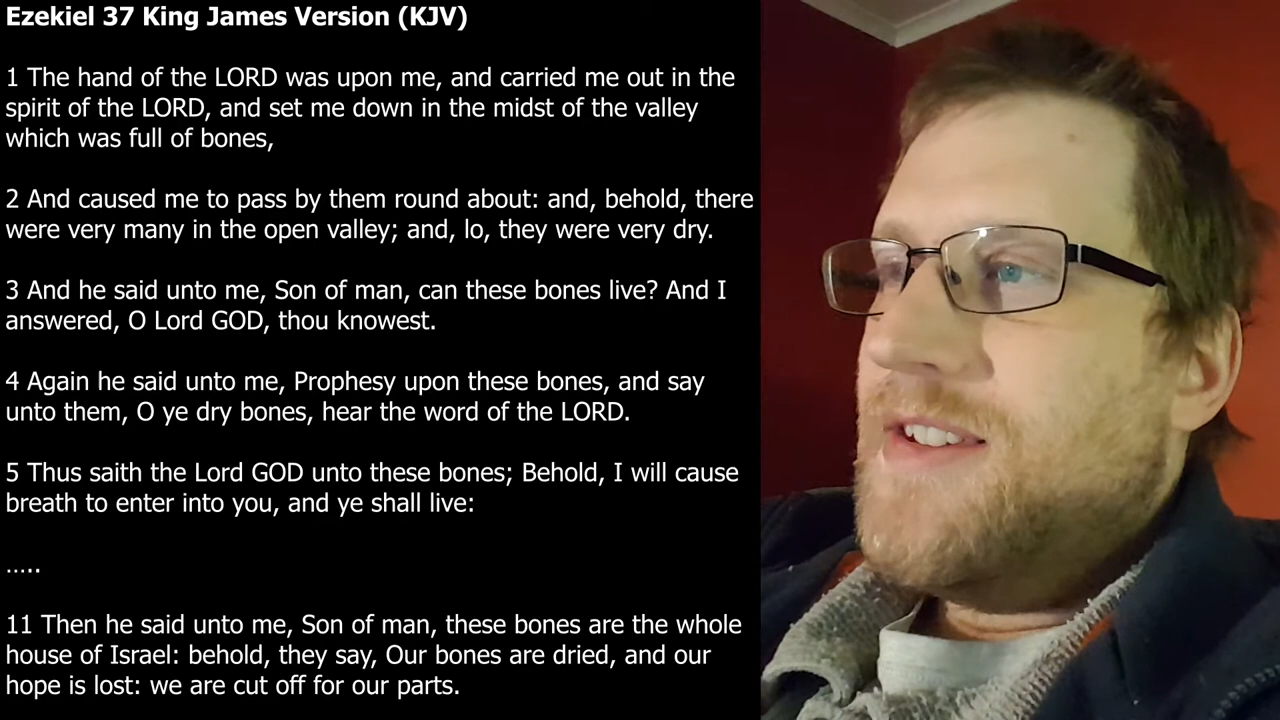 Ezekiel 37 King James Version (KJV)
1 The hand of the LORD was upon me, and carried me out in the
spirit of the LORD, and set me down in the midst of the valley
which was full of bones,
2 And caused me to pass by them round about: and, behold, there
were very many in the open valley; and, lo, they were very dry.
3 And he said unto me, Son of man, can these bones live? And I
answered, O Lord GOD, thou knowest.
4 Again he said unto me, Prophesy upon these bones, and say
unto them, O ye dry bones, hear the word of the LORD.
5 Thus saith the Lord GOD unto these bones; Behold, I will cause
breath to enter into you, and ye shall live:
…..
11 Then he said unto me, Son of man, these bones are the whole
house of Israel: behold, they say, Our bones are dried, and our
hope is lost: we are cut off for our parts.